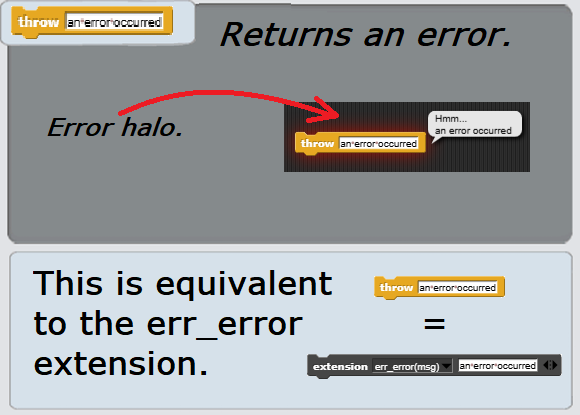 throw an error occurred
Returns an error.
Error halo.
Hmm...
an error occurred
throw an error occurred
This is equivalent
to the err_error
extension.
throw an error occurred
=
extension err_error(msg) an error occurred